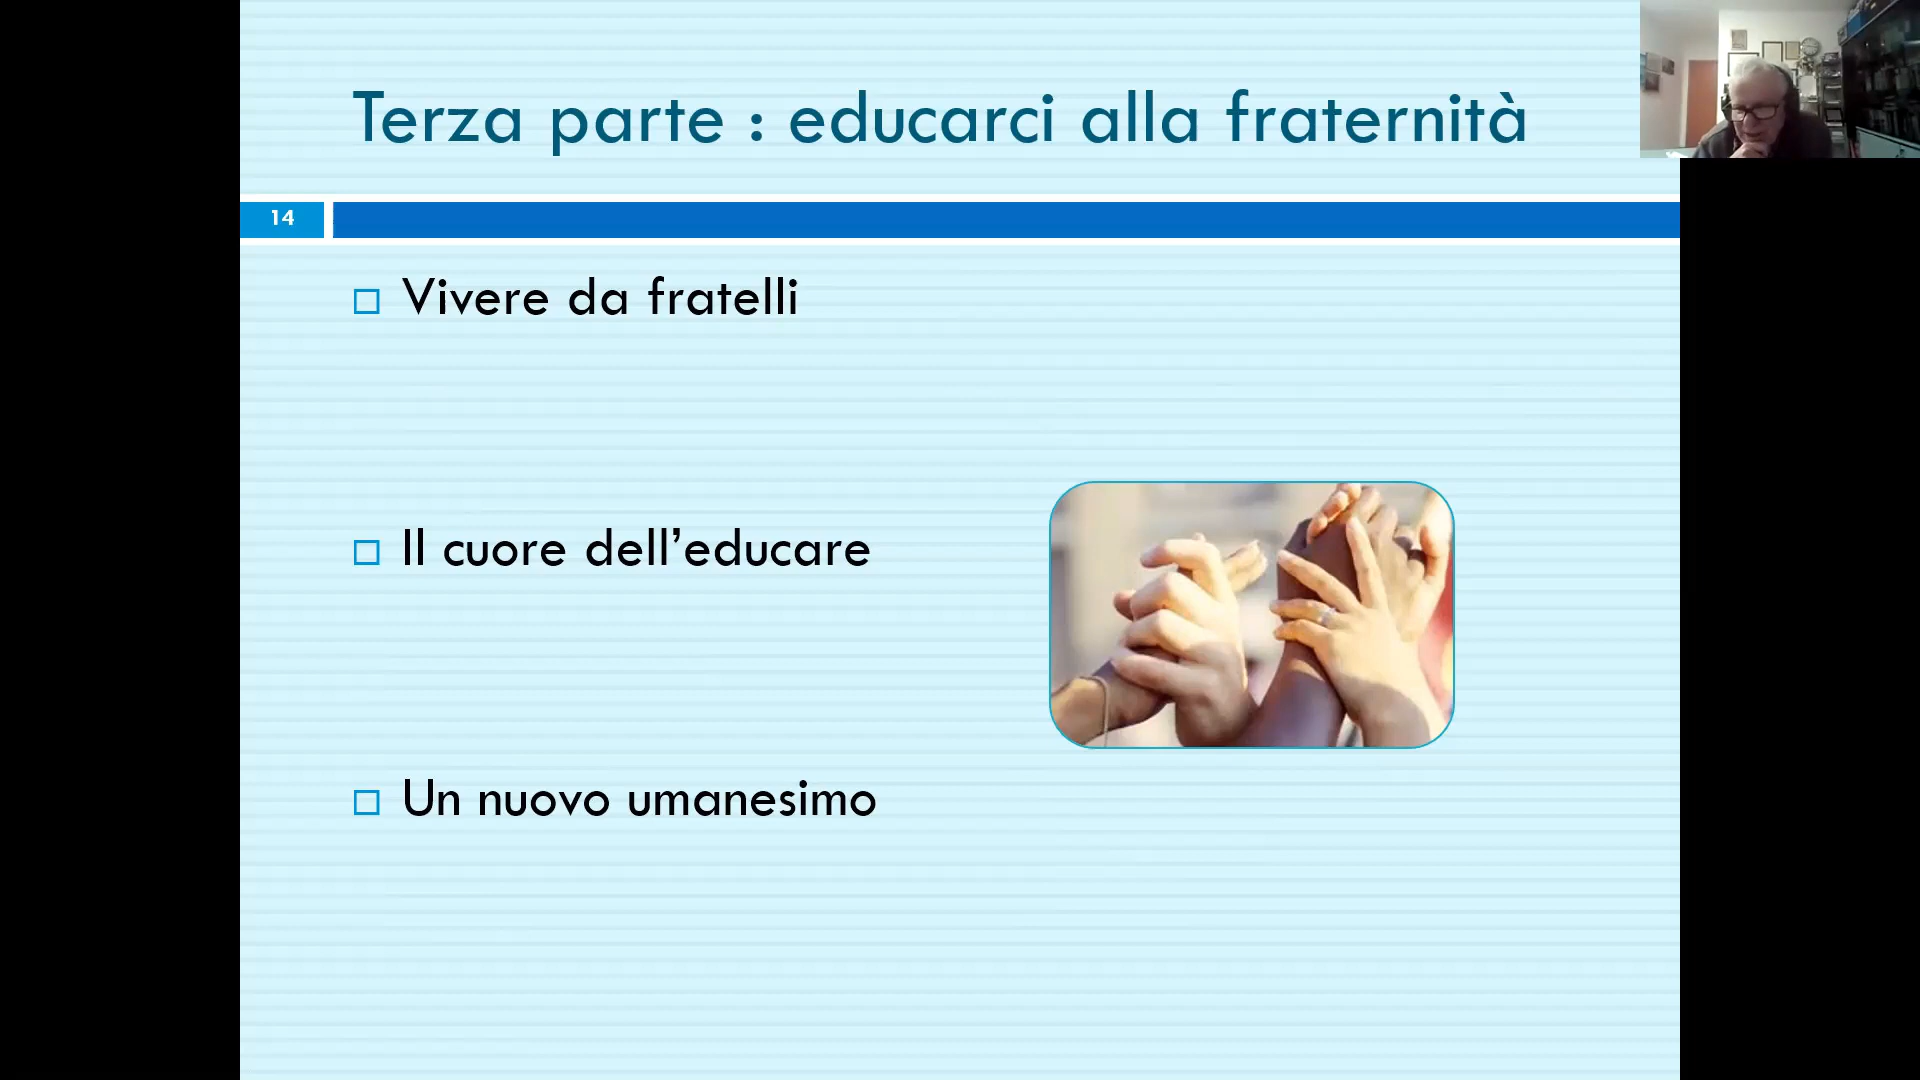 Terza parte : educarci alla fraternità
14
Vivere da fratelli
Il cuore dell’educare
Un nuovo umanesimo